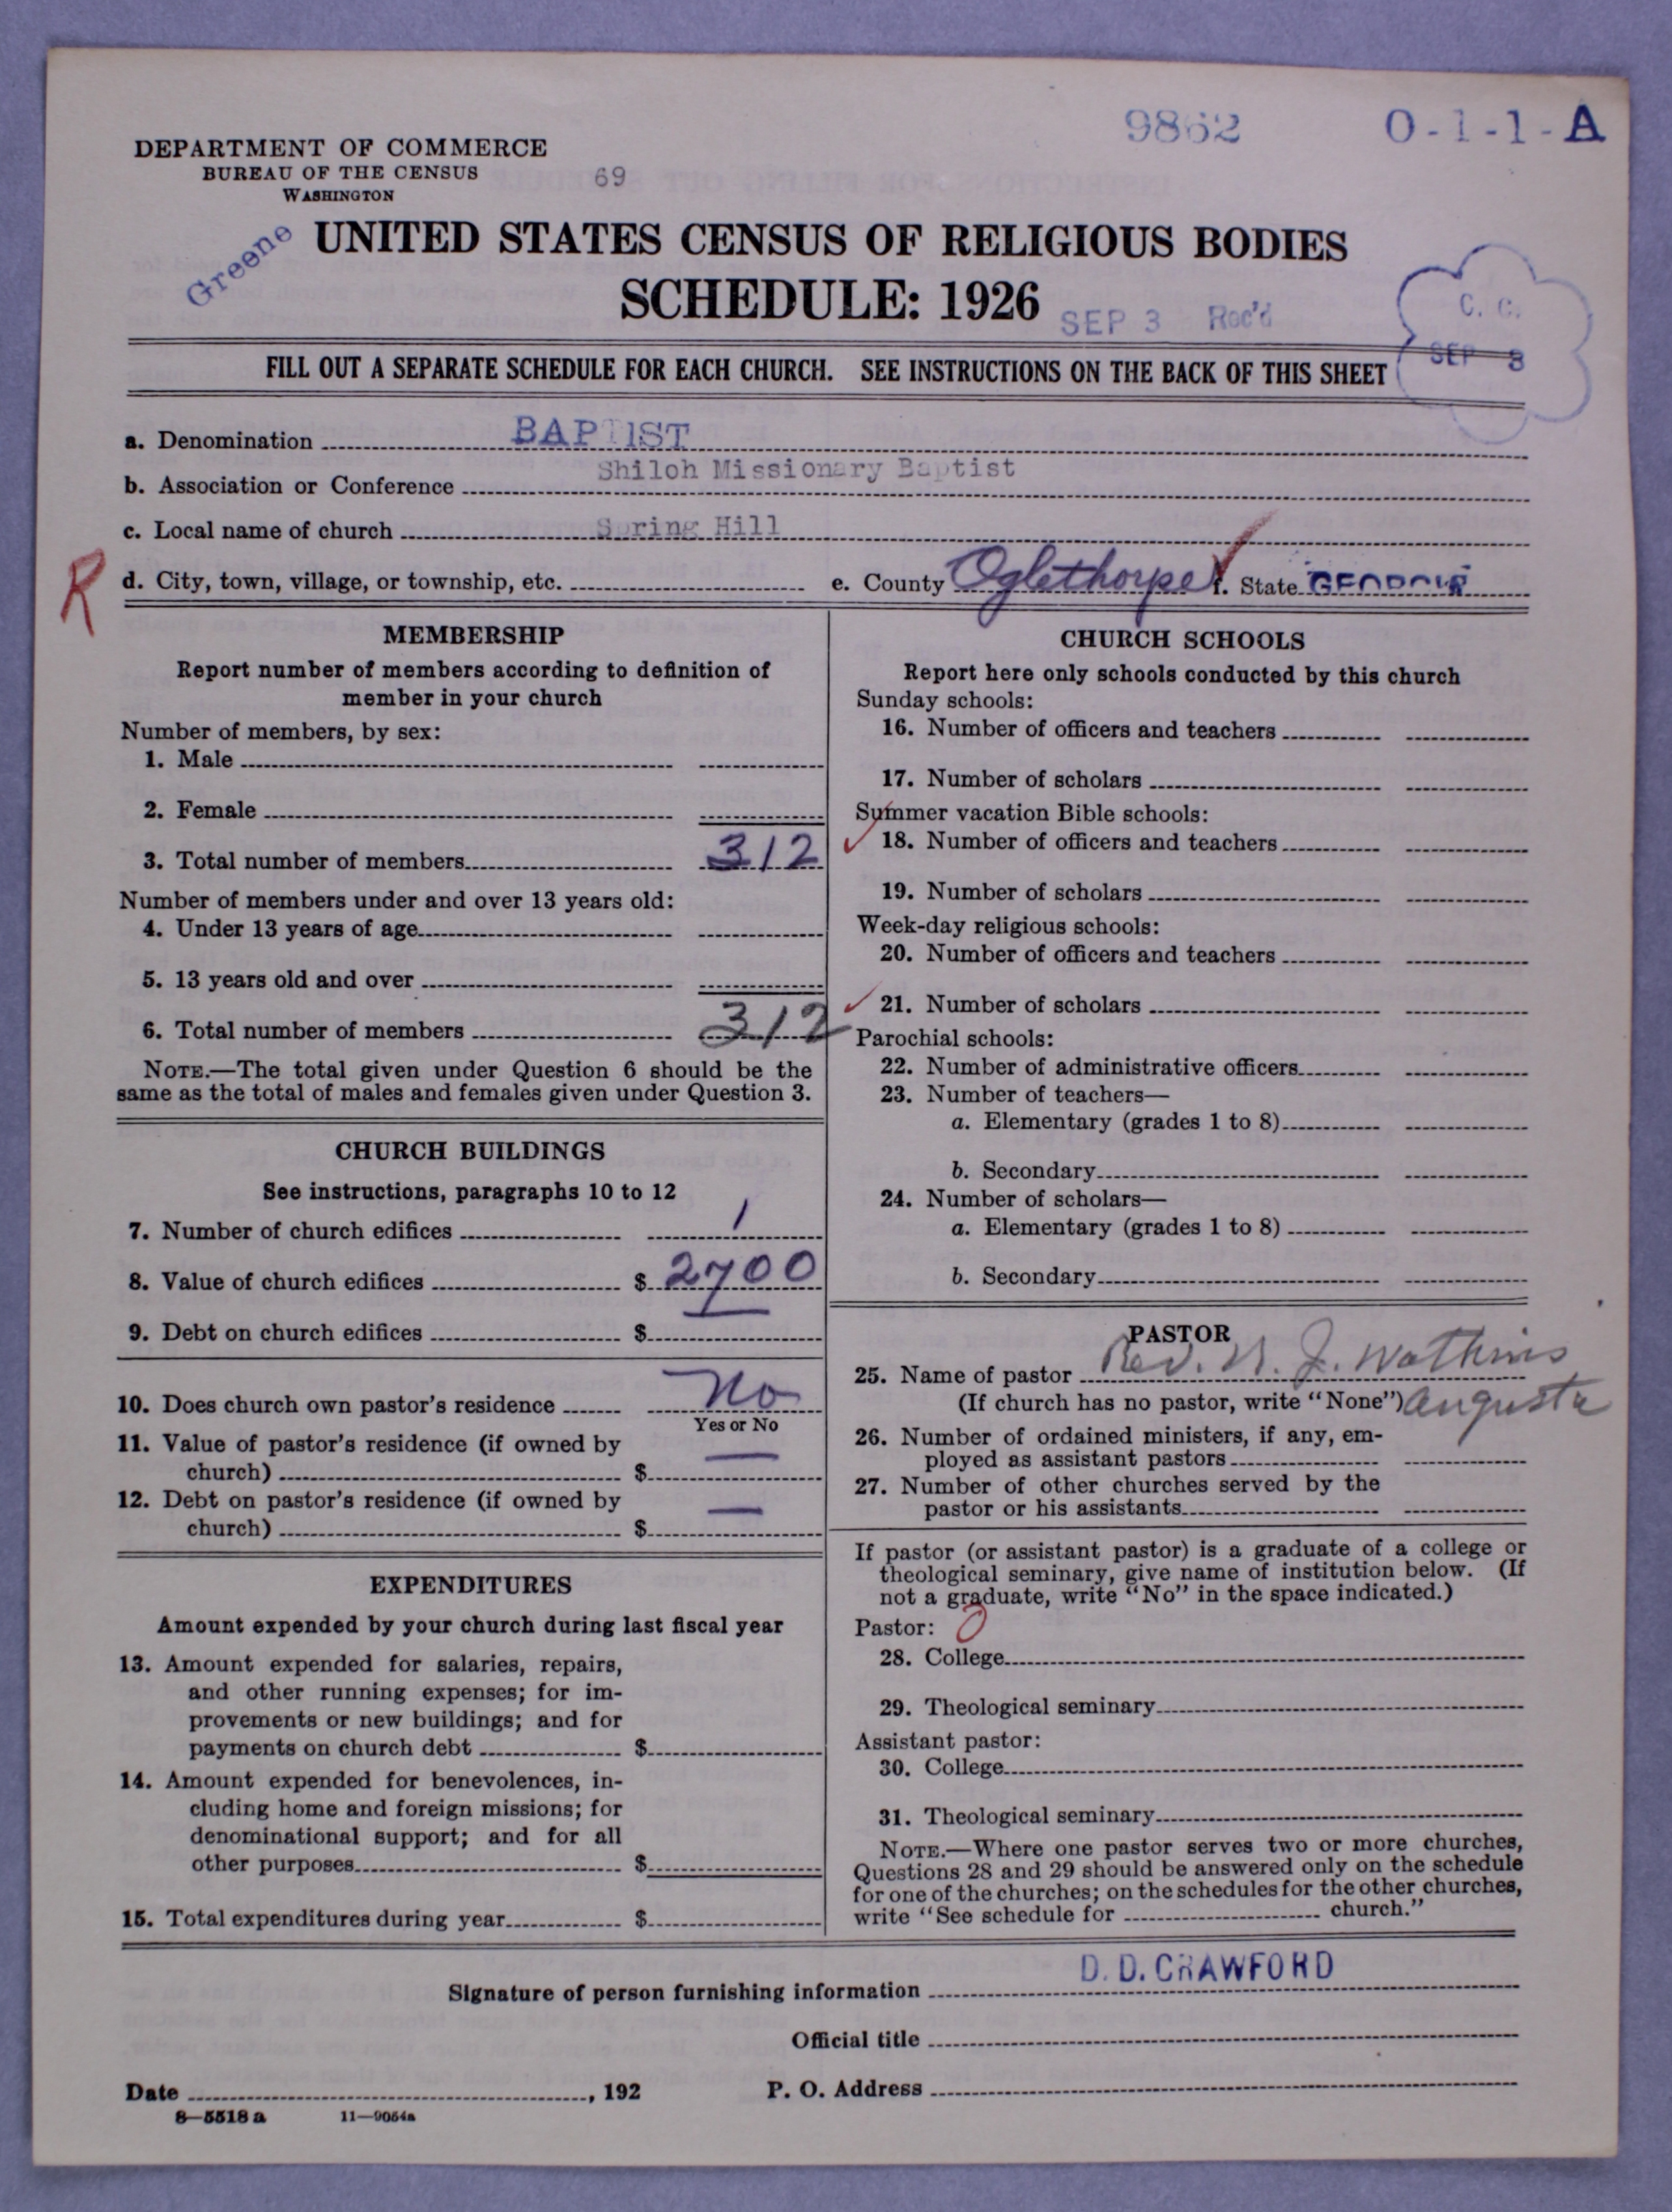 9862 0-1-1-A
DEPARTMENT OF COMMERCE
BUREAU OF THE CENSUS
WASHINGTON
69
Greene
UNITED STATES CENSUS OF RELIGIOUS BODIES
SCHEDULE: 1926
SEP 3 Rec'd
C. C.
SEP 8
FILL OUT A SEPARATE SCHEDULE FOR EACH CHURCH. SEE INSTRUCTIONS ON THE BACK OF THIS SHEET
a. Denomination BAPTIST
b. Association or Conference Shiloh Missionary Baptist
c. Local name of church Spring Hill
R
d. City, town, village, or township, etc. e. County Oglethorpe f. State GEORGIA
MEMBERSHIP
Report number of members according to definition of
member in your church
Number of members, by sex:
1. Male
2. Female
3. Total number of members 312
Number of members under and over 13 years old:
4. Under 13 years of age
5. 13 years old and over
6. Total number of members 312
NOTE.—The total given under Question 6 should be the
same as the total of males and females given under Question 3.
CHURCH BUILDINGS
See instructions, paragraphs 10 to 12
7. Number of church edifices 1
8. Value of church edifices $ 2700
9. Debt on church edifices $ —
10. Does church own pastor's residence No
Yes or No
11. Value of pastor's residence (if owned by
church) $ —
12. Debt on pastor's residence (if owned by
church) $ —
EXPENDITURES
Amount expended by your church during last fiscal year
13. Amount expended for salaries, repairs,
and other running expenses; for im-
provements or new buildings; and for
payments on church debt $
14. Amount expended for benevolences, in-
cluding home and foreign missions; for
denominational support; and for all
other purposes $
15. Total expenditures during year $
CHURCH SCHOOLS
Report here only schools conducted by this church
Sunday schools:
16. Number of officers and teachers
17. Number of scholars
Summer vacation Bible schools:
18. Number of officers and teachers
19. Number of scholars
Week-day religious schools:
20. Number of officers and teachers
21. Number of scholars
Parochial schools:
22. Number of administrative officers
23. Number of teachers—
a. Elementary (grades 1 to 8)
b. Secondary
24. Number of scholars—
a. Elementary (grades 1 to 8)
b. Secondary
PASTOR
25. Name of pastor Rev. J. Watkins
(If church has no pastor, write "None") Augusta
26. Number of ordained ministers, if any, em-
ployed as assistant pastors
27. Number of other churches served by the
pastor or his assistants
If pastor (or assistant pastor) is a graduate of a college or
theological seminary, give name of institution below. (If
not a graduate, write "No" in the space indicated.)
Pastor: 0
28. College
29. Theological seminary
Assistant pastor:
30. College
31. Theological seminary
NOTE.—Where one pastor serves two or more churches,
Questions 28 and 29 should be answered only on the schedule
for one of the churches; on the schedules for the other churches,
write "See schedule for church."
Signature of person furnishing information D. D. CRAWFORD
Official title
Date , 192 P. O. Address
8—5518 a 11—9054a